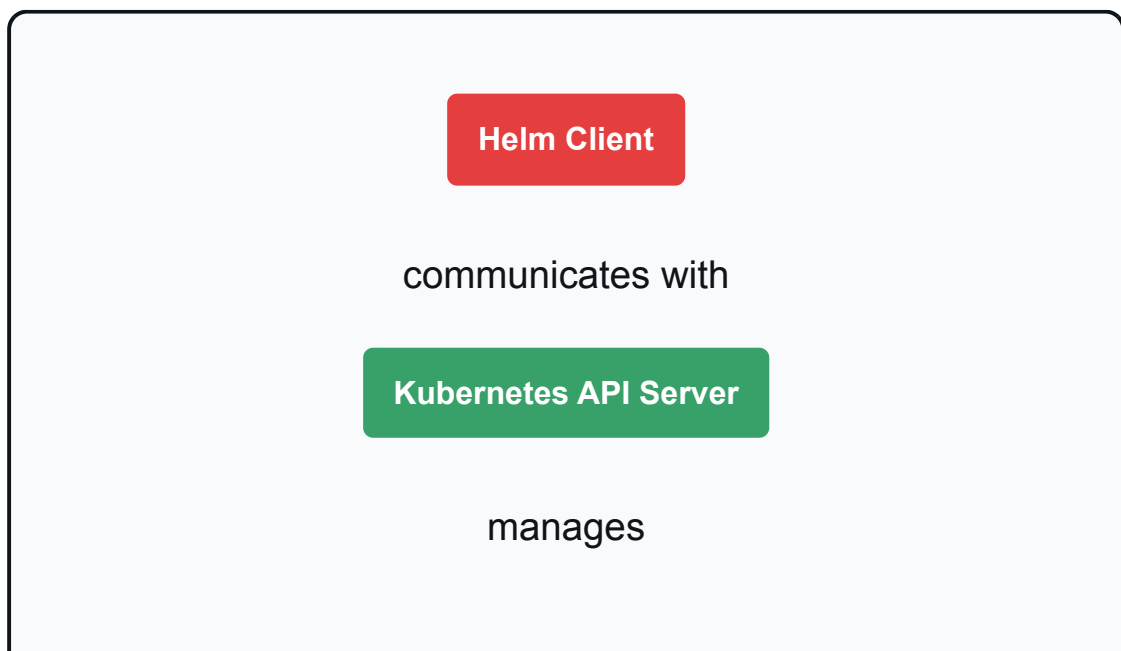 Helm Client
communicates with
Kubernetes API Server
manages